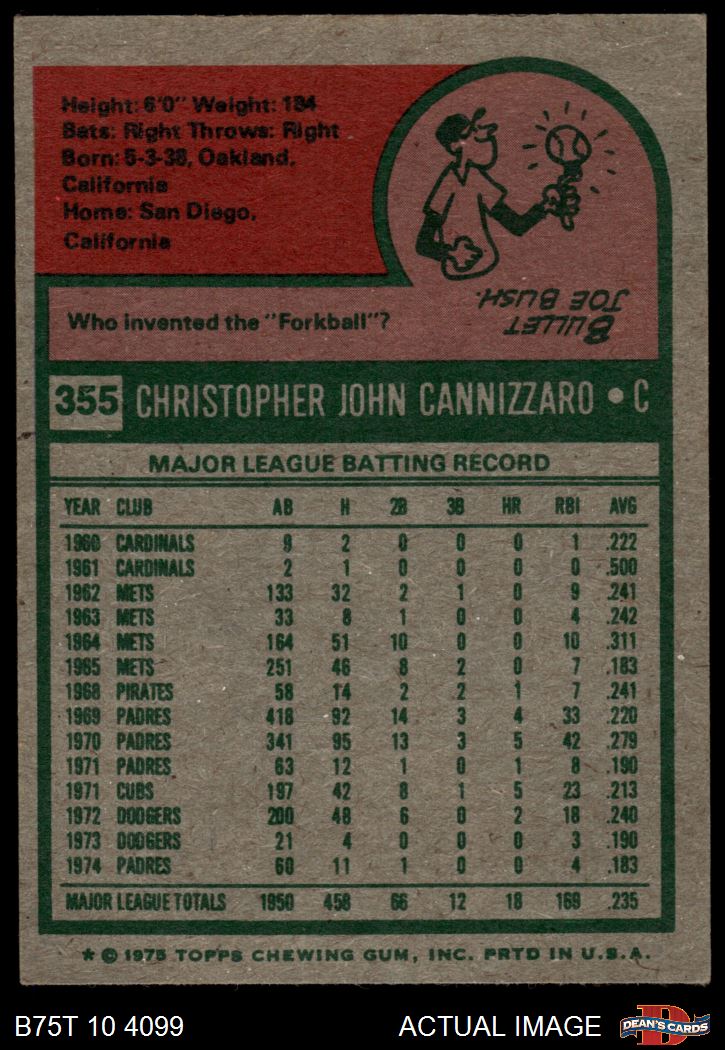 Height: 6'0" Weight: 184
Bats: Right Throws: Right
Born: 5-3-38, Oakland,
California
Home: San Diego,
California
Who invented the "Forkball"?
BULLET
JOE BUSH.
355 CHRISTOPHER JOHN CANNIZZARO • C
MAJOR LEAGUE BATTING RECORD
YEAR CLUB AB H 2B 3B HR RBI AVG
1960 CARDINALS 9 2 0 0 0 1 .222
1961 CARDINALS 2 1 0 0 0 0 .500
1962 METS 133 32 2 1 0 9 .241
1963 METS 33 8 1 0 0 4 .242
1964 METS 164 51 10 0 0 10 .311
1965 METS 251 46 8 2 0 7 .183
1968 PIRATES 58 14 2 2 1 7 .241
1969 PADRES 418 92 14 3 4 33 .220
1970 PADRES 341 95 13 3 5 42 .279
1971 PADRES 63 12 1 0 1 8 .190
1971 CUBS 197 42 8 1 5 23 .213
1972 DODGERS 200 48 6 0 2 18 .240
1973 DODGERS 21 4 0 0 0 3 .190
1974 PADRES 60 11 1 0 0 4 .183
MAJOR LEAGUE TOTALS 1950 458 66 12 18 169 .235
* © 1975 TOPPS CHEWING GUM, INC. PRTD IN U.S.A.
B75T 10 4099 ACTUAL IMAGE
D
DEAN'S CARDS